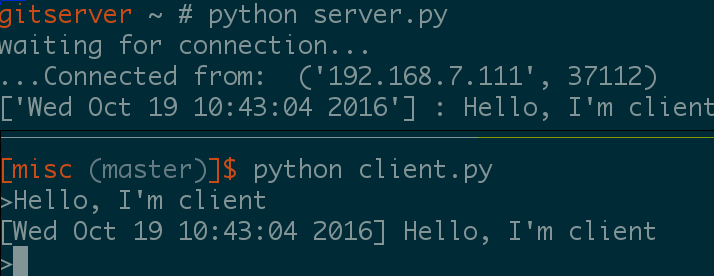 gitserver ~ # python server.py
waiting for connection...
...Connected from:  ('192.168.7.111', 37112)
['Wed Oct 19 10:43:04 2016'] : Hello, I'm client
[misc (master)]$ python client.py
>Hello, I'm client
[Wed Oct 19 10:43:04 2016] Hello, I'm client
>